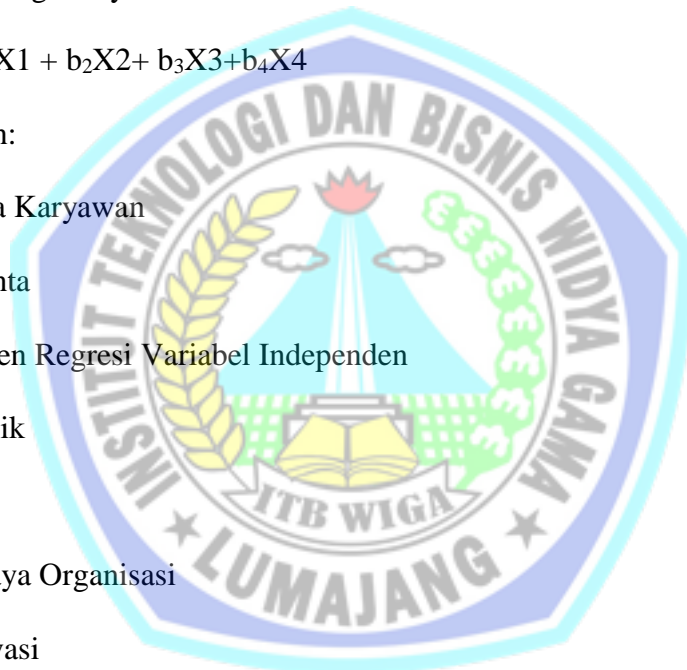 X1 + b₂X2+ b₃X3+b₄X4
n:
a Karyawan
nta
en Regresi Variabel Independen
ik
ya Organisasi
vasi
INSTITUT TEKNOLOGI DAN BISNIS WIDYA GAMA
ITB WIGA
LUMAJANG